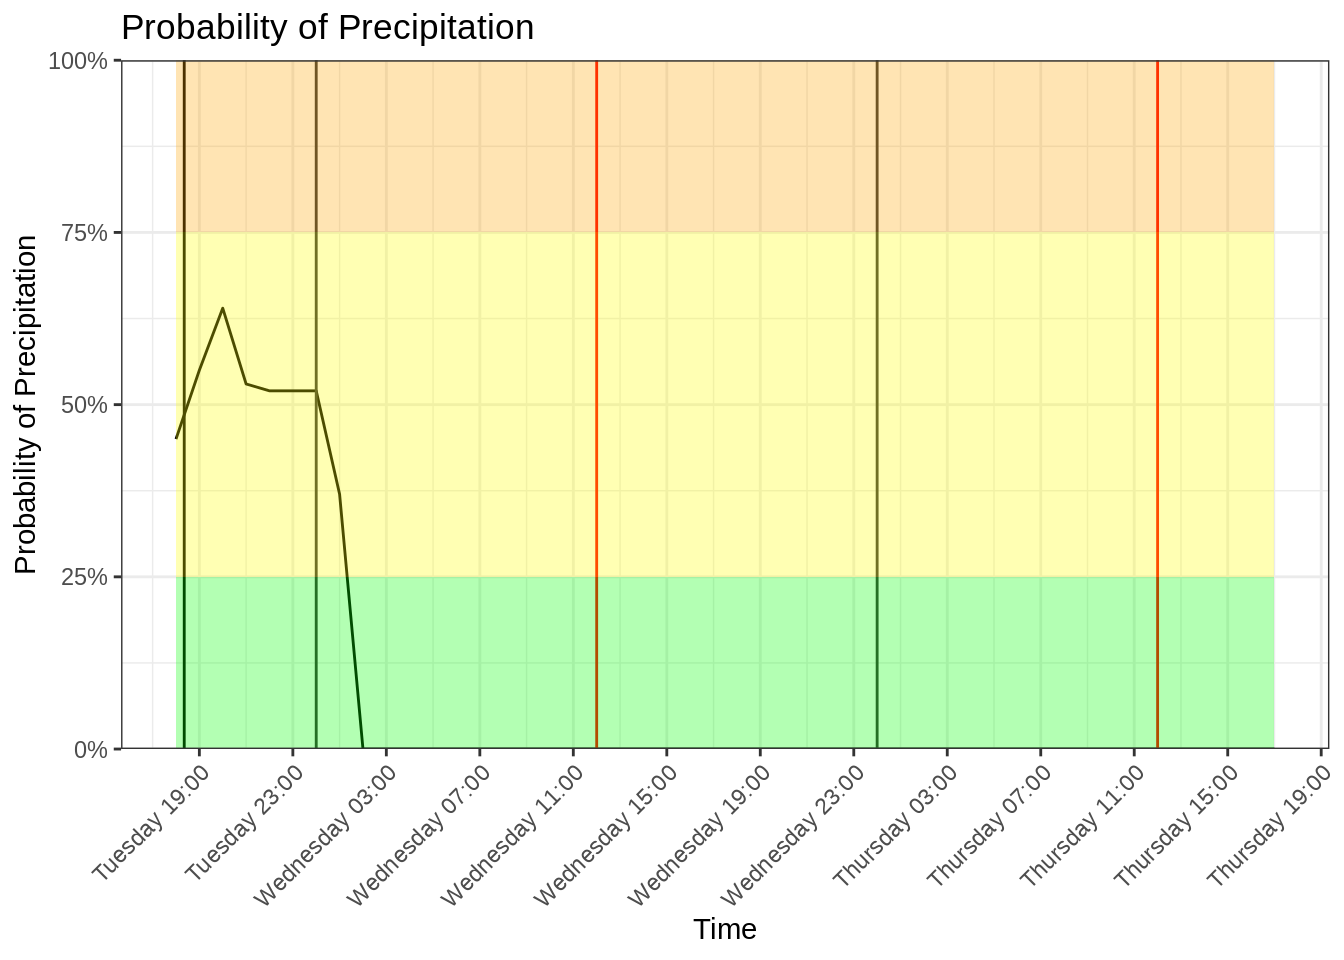 Probability of Precipitation
Probability of Precipitation
100%
75%
50%
25%
0%
Tuesday 19:00
Tuesday 23:00
Wednesday 03:00
Wednesday 07:00
Wednesday 11:00
Wednesday 15:00
Wednesday 19:00
Wednesday 23:00
Thursday 03:00
Thursday 07:00
Thursday 11:00
Thursday 15:00
Thursday 19:00
Time